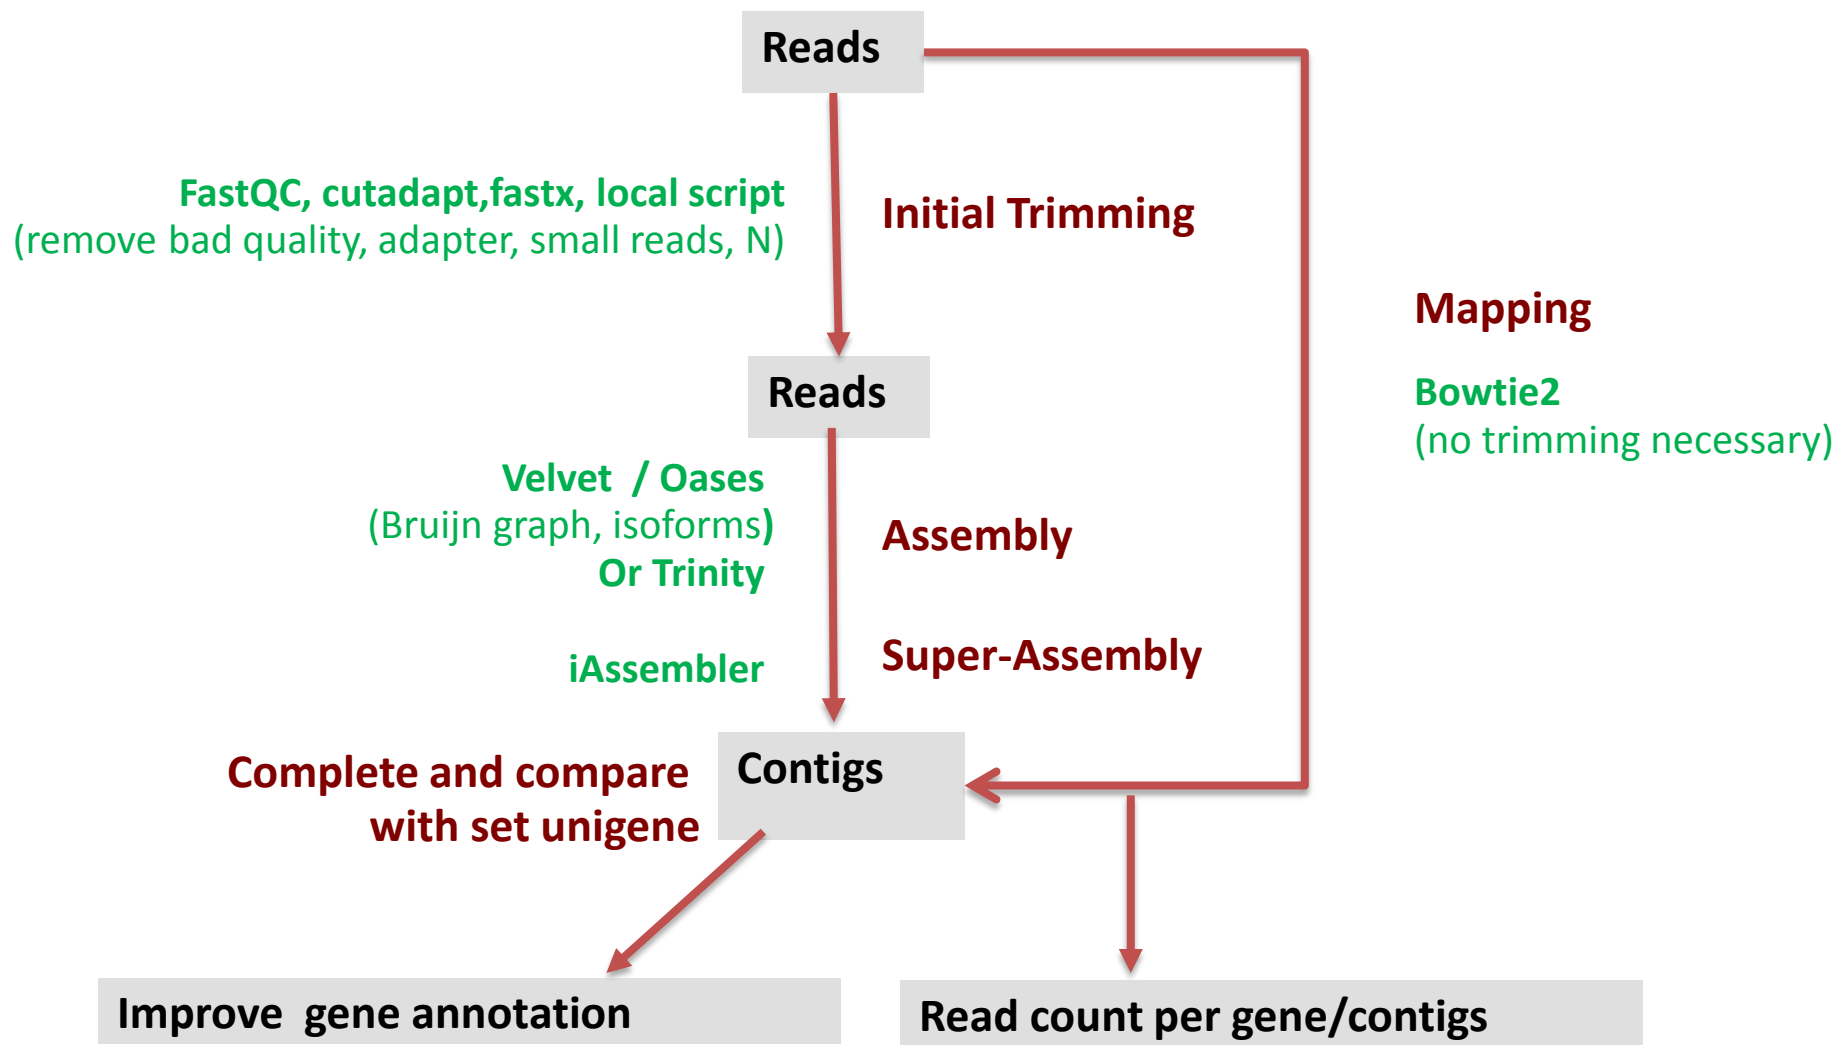 Reads
FastQC, cutadapt,fastx, local script
(remove bad quality, adapter, small reads, N)
Initial Trimming
Mapping
Bowtie2
(no trimming necessary)
Reads
Velvet / Oases
(Bruijn graph, isoforms)
Or Trinity
Assembly
iAssembler
Super-Assembly
Complete and compare
with set unigene
Contigs
Improve gene annotation
Read count per gene/contigs